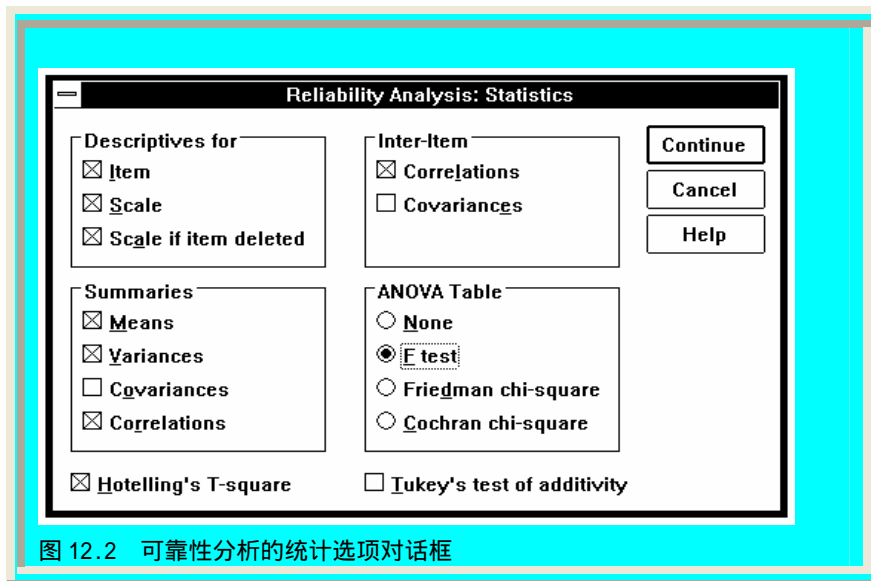 Reliability Analysis: Statistics
Descriptives for
Item
Scale
Scale if item deleted
Inter-Item
Correlations
Covariances
Continue
Cancel
Help
Summaries
Means
Variances
Covariances
Correlations
ANOVA Table
None
F test
Friedman chi-square
Cochran chi-square
Hotelling's T-square
Tukey's test of additivity
图 12.2 可靠性分析的统计选项对话框